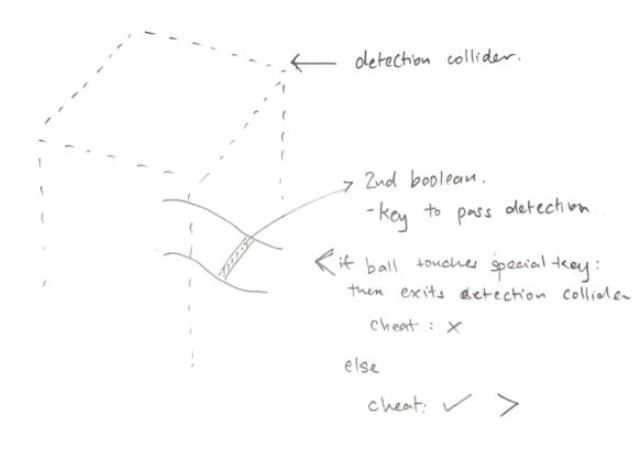 detection collider.
2nd boolean.
-key to pass detection
<if ball touches special key:
then exits detection collider
cheat : x
else
cheat: ✓ >